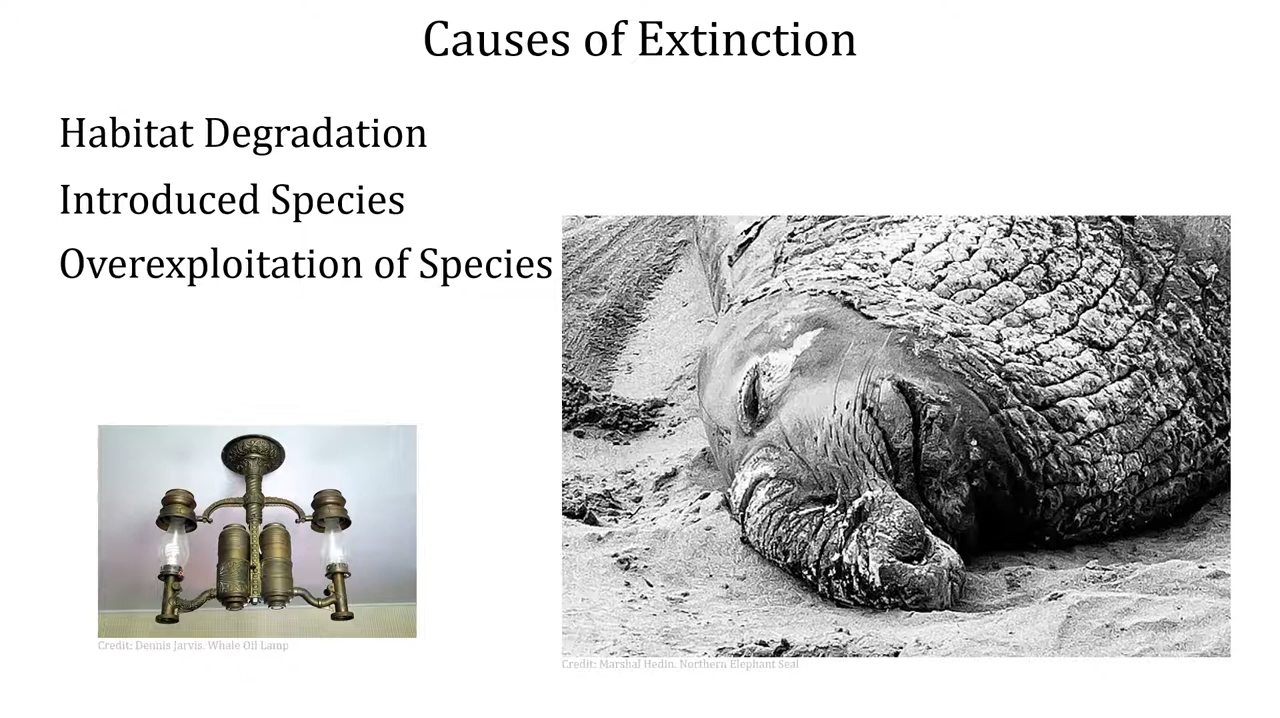 Causes of Extinction
Habitat Degradation
Introduced Species
Overexploitation of Species
Credit: Dennis Jarvis. Whale Oil Lamp
Credit: Marshal Hedin. Northern Elephant Seal